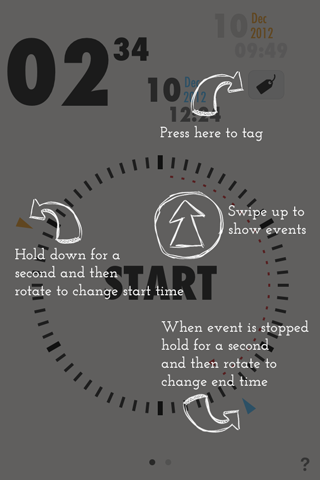 10 Dec
2012
09:49
02 34
10 Dec
2012
12:24
Press here to tag
Swipe up to
show events
Hold down for a
second and then
rotate to change start time
START
When event is stopped
hold for a second
and then rotate to
change end time
?